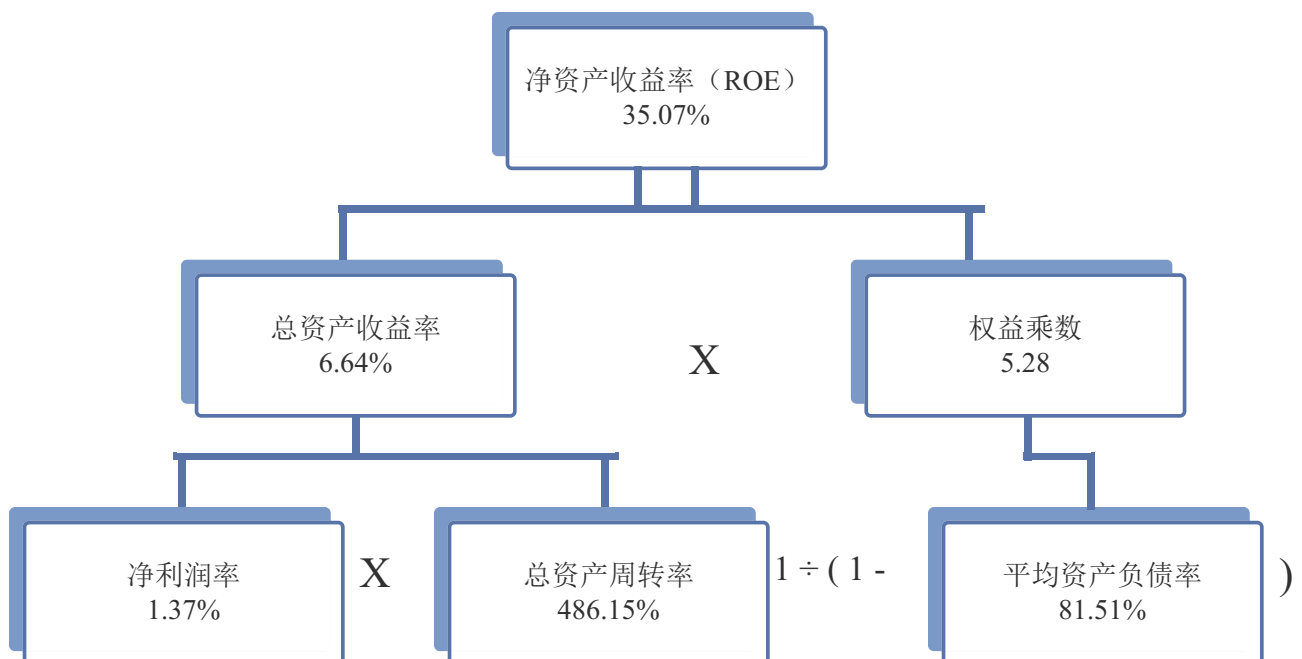 净资产收益率（ROE）
35.07%
总资产收益率
6.64%
X
权益乘数
5.28
净利润率
1.37%
X
总资产周转率
486.15%
1 ÷ ( 1 -
平均资产负债率
81.51%
)